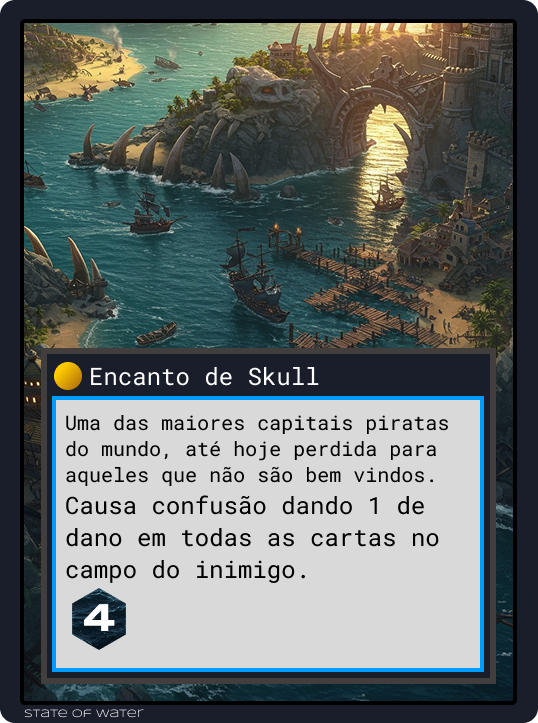 Encanto de Skull
Uma das maiores capitais piratas
do mundo, até hoje perdida para
aqueles que não são bem vindos.
Causa confusão dando 1 de
dano em todas as cartas no
campo do inimigo.
4
STATE OF WATER